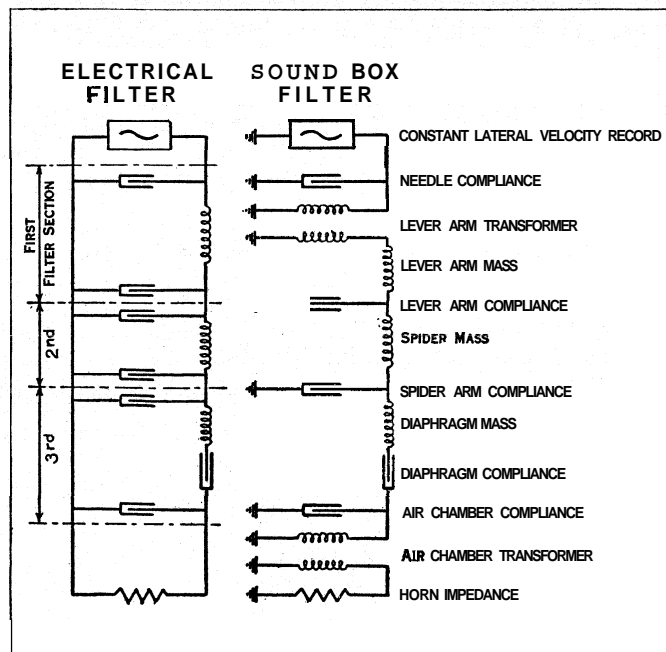 ELECTRICAL
FILTER
SOUND BOX
FILTER
CONSTANT LATERAL VELOCITY RECORD
NEEDLE COMPLIANCE
LEVER ARM TRANSFORMER
LEVER ARM MASS
LEVER ARM COMPLIANCE
SPIDER MASS
SPIDER ARM COMPLIANCE
DIAPHRAGM MASS
DIAPHRAGM COMPLIANCE
AIR CHAMBER COMPLIANCE
AIR CHAMBER TRANSFORMER
HORN IMPEDANCE
FIRST
FILTER SECTION
2nd
3rd